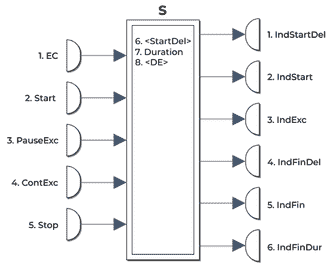 S
1. EC
2. Start
3. PauseExc
4. ContExc
5. Stop
6. <StartDel>
7. Duration
8. <DE>
1. IndStartDel
2. IndStart
3. IndExc
4. IndFinDel
5. IndFin
6. IndFinDur